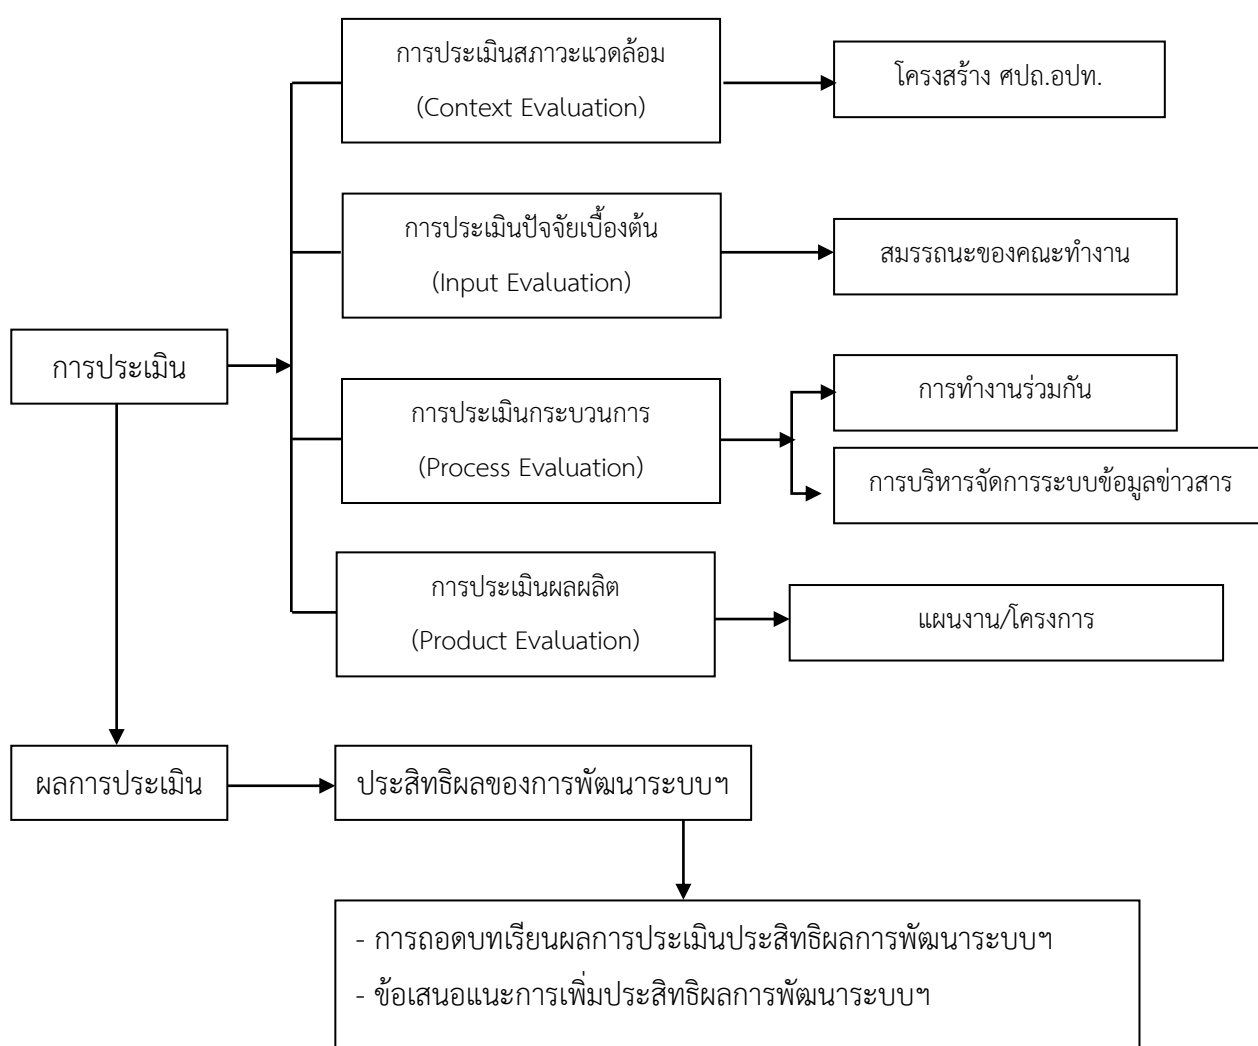 การประเมินสภาวะแวดล้อม
(Context Evaluation)
โครงสร้าง ศปถ.อปท.
การประเมินปัจจัยเบื้องต้น
(Input Evaluation)
สมรรถนะของคณะทำงาน
การประเมิน
การประเมินกระบวนการ
(Process Evaluation)
การทำงานร่วมกัน
การบริหารจัดการระบบข้อมูลข่าวสาร
การประเมินผลผลิต
(Product Evaluation)
แผนงาน/โครงการ
ผลการประเมิน
ประสิทธิผลของการพัฒนาระบบฯ
- การถอดบทเรียนผลการประเมินประสิทธิผลการพัฒนาระบบฯ
- ข้อเสนอแนะการเพิ่มประสิทธิผลการพัฒนาระบบฯ